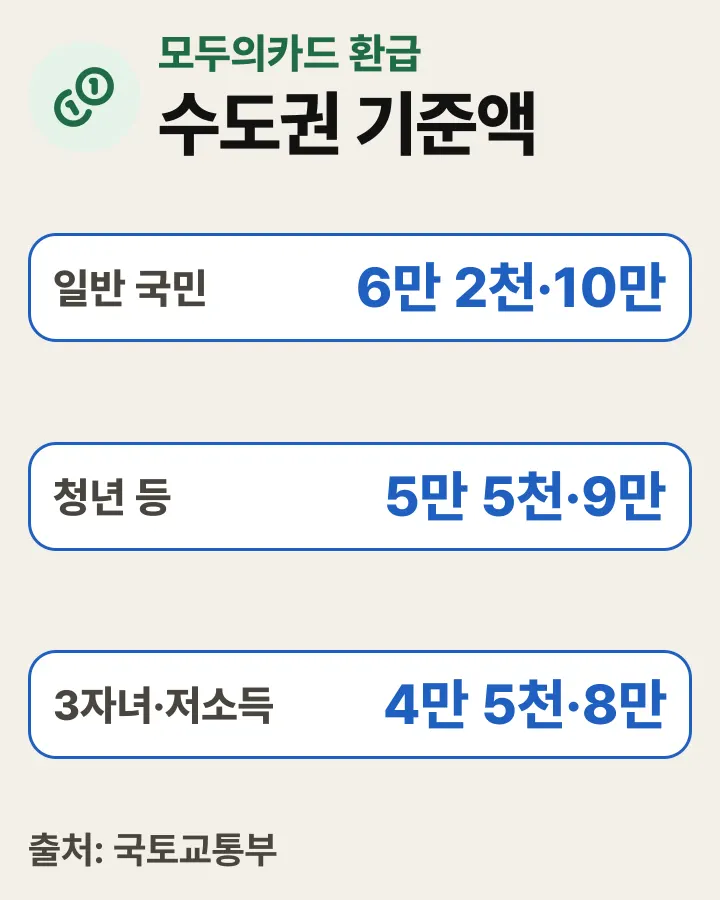 모두의카드 환급
수도권 기준액
일반 국민 6만 2천·10만
청년 등 5만 5천·9만
3자녀·저소득 4만 5천·8만
출처: 국토교통부